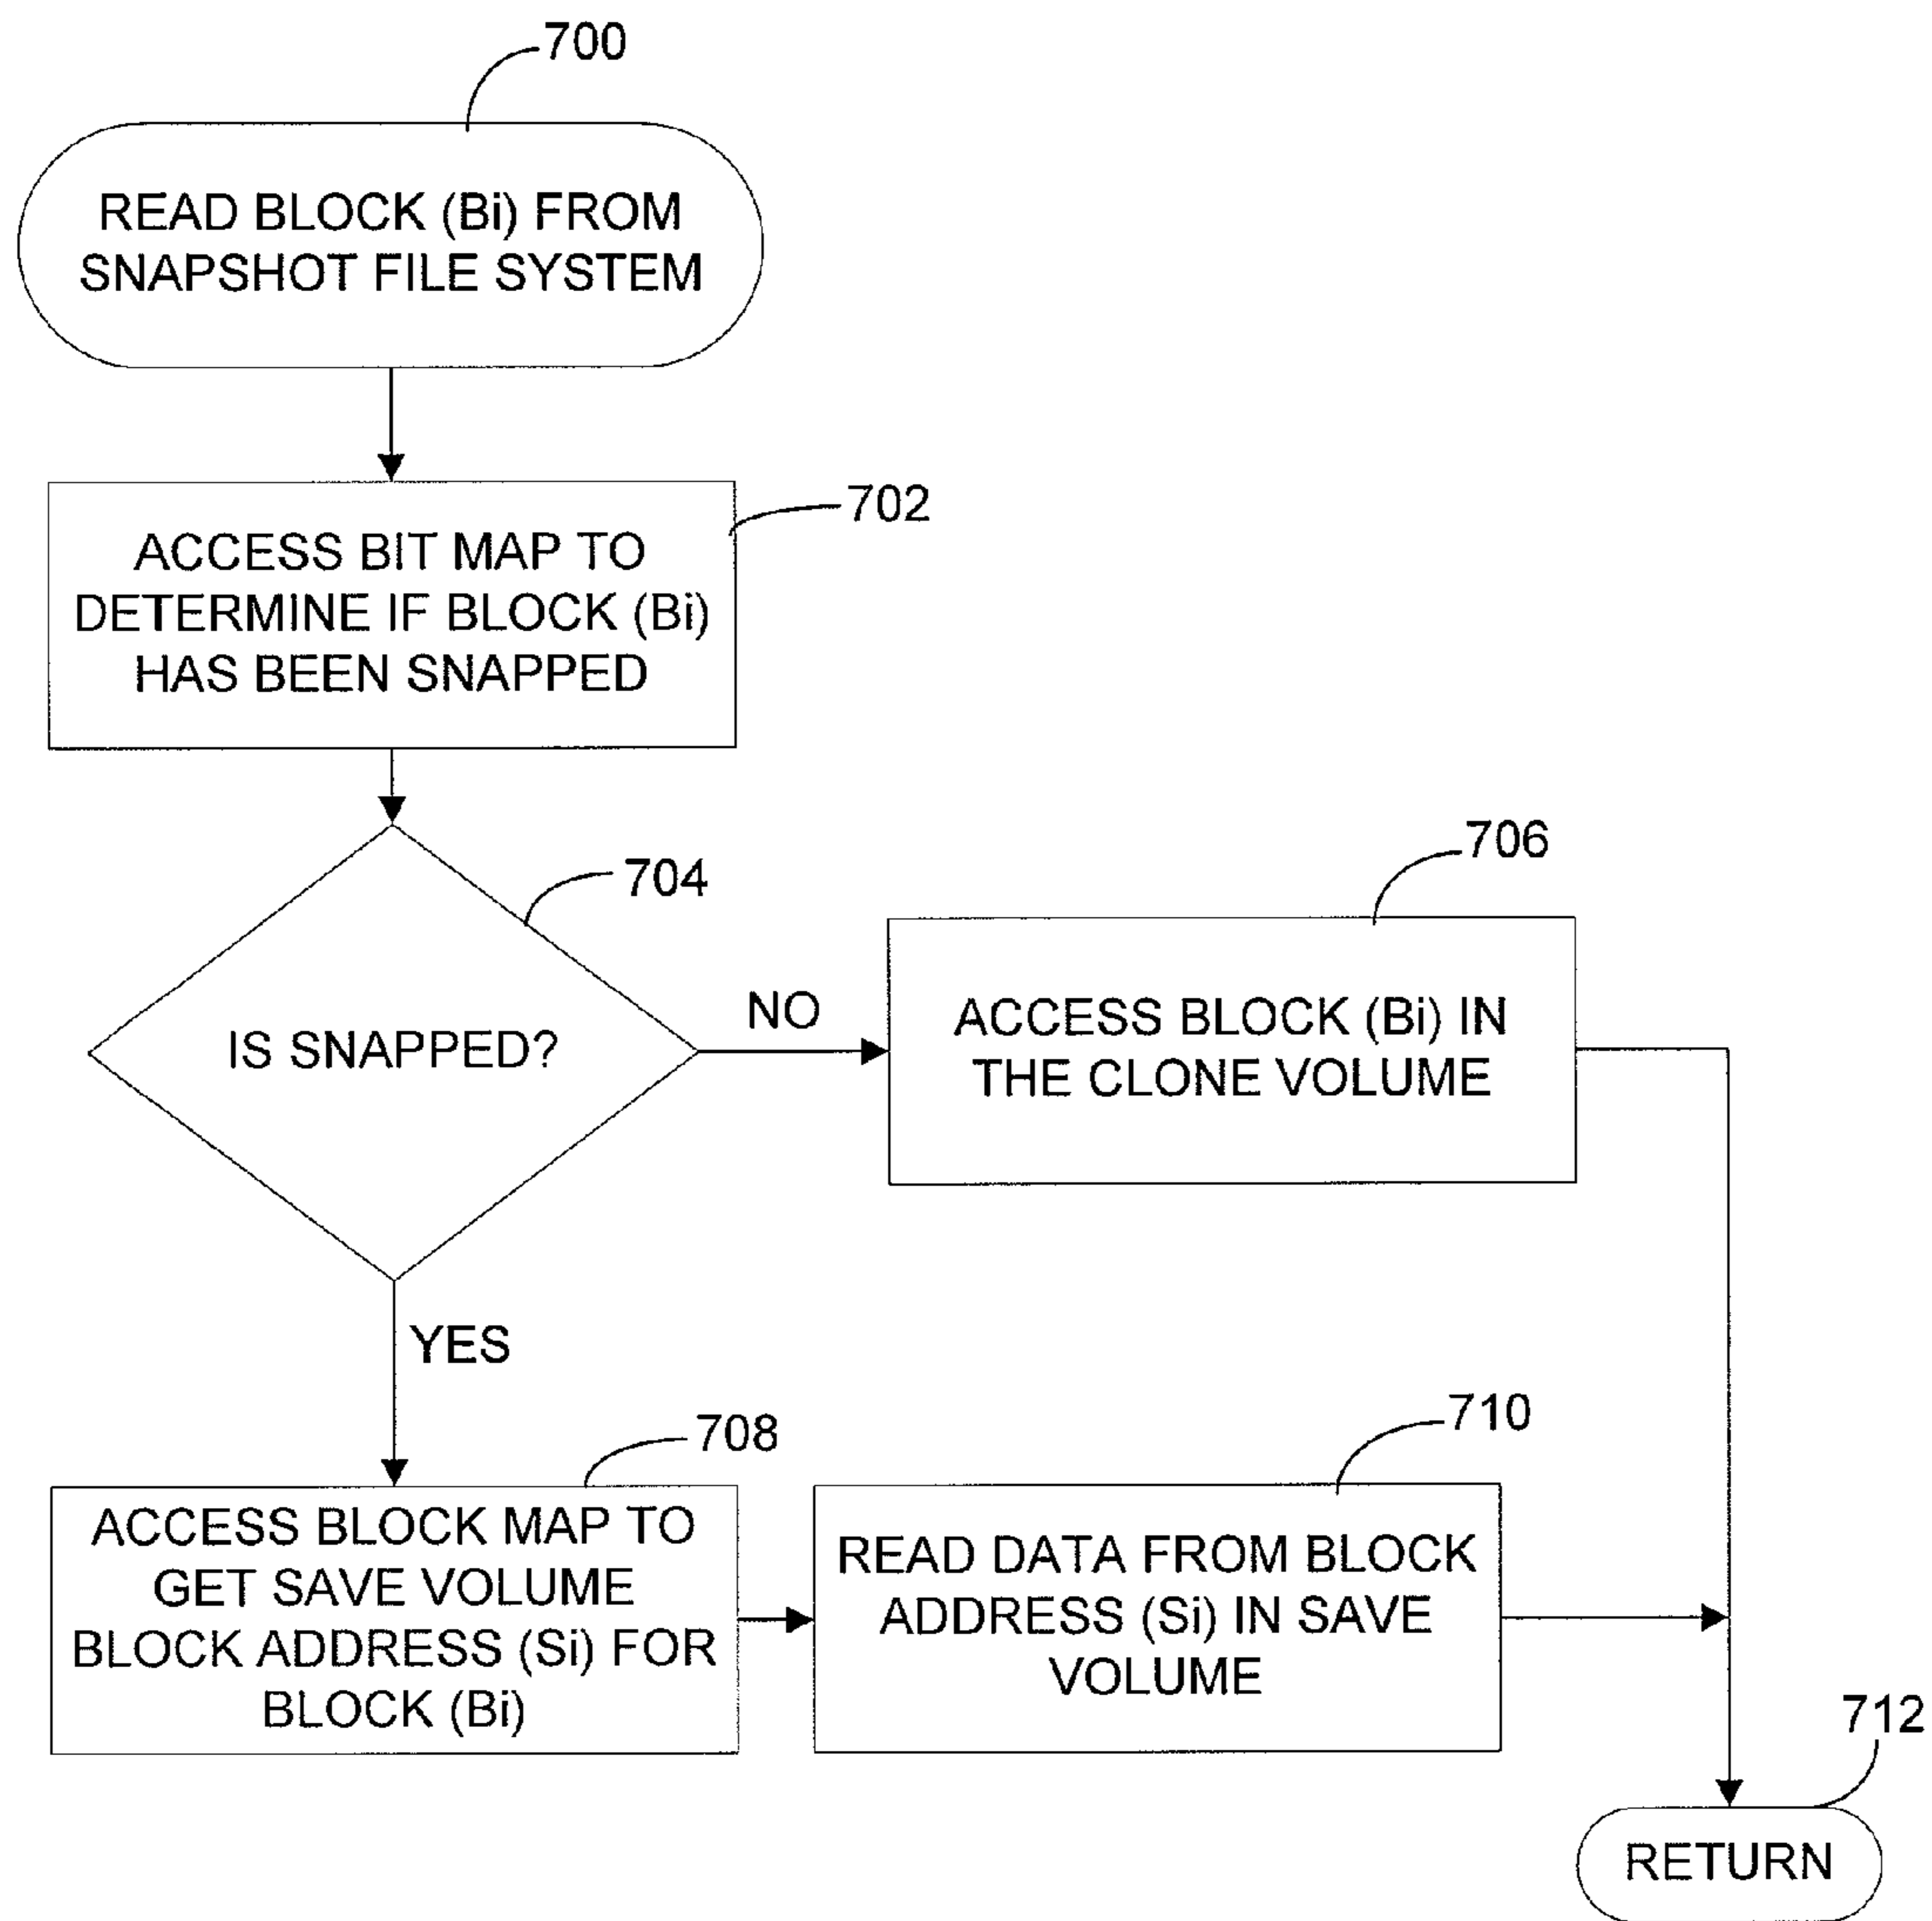 700
READ BLOCK (Bi) FROM
SNAPSHOT FILE SYSTEM
702
ACCESS BIT MAP TO
DETERMINE IF BLOCK (Bi)
HAS BEEN SNAPPED
704
IS SNAPPED?
NO
706
ACCESS BLOCK (Bi) IN
THE CLONE VOLUME
YES
708
ACCESS BLOCK MAP TO
GET SAVE VOLUME
BLOCK ADDRESS (Si) FOR
BLOCK (Bi)
710
READ DATA FROM BLOCK
ADDRESS (Si) IN SAVE
VOLUME
712
RETURN